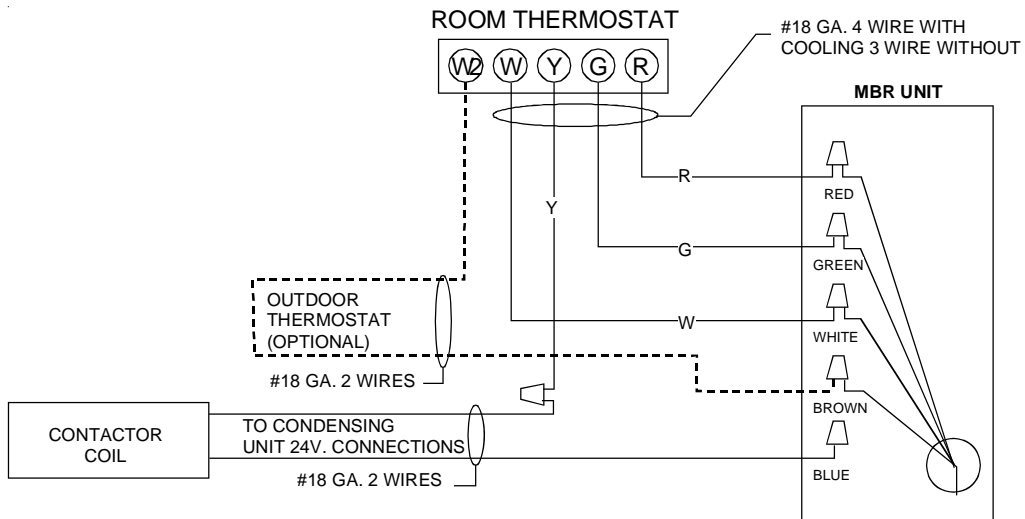 ROOM THERMOSTAT
#18 GA. 4 WIRE WITH
COOLING 3 WIRE WITHOUT
W2 W Y G R
MBR UNIT
R
RED
Y
G
GREEN
OUTDOOR
THERMOSTAT
(OPTIONAL)
W
WHITE
#18 GA. 2 WIRES
BROWN
CONTACTOR
COIL
TO CONDENSING
UNIT 24V. CONNECTIONS
BLUE
#18 GA. 2 WIRES